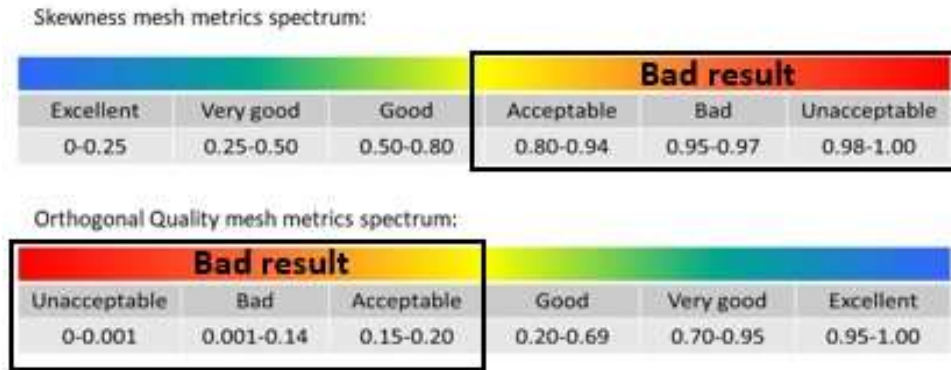 Skewness mesh metrics spectrum:
Bad result
Excellent Very good Good Acceptable Bad Unacceptable
0-0.25 0.25-0.50 0.50-0.80 0.80-0.94 0.95-0.97 0.98-1.00
Orthogonal Quality mesh metrics spectrum:
Bad result
Unacceptable Bad Acceptable Good Very good Excellent
0-0.001 0.001-0.14 0.15-0.20 0.20-0.69 0.70-0.95 0.95-1.00